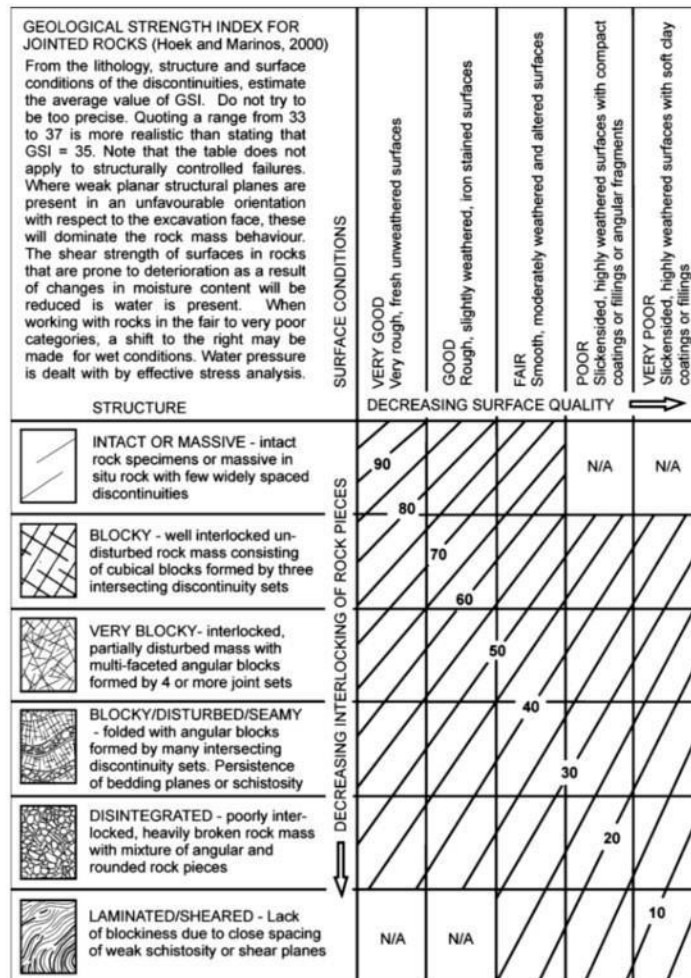 GEOLOGICAL STRENGTH INDEX FOR
JOINTED ROCKS (Hoek and Marinos, 2000)
From the lithology, structure and surface
conditions of the discontinuities, estimate
the average value of GSI. Do not try to
be too precise. Quoting a range from 33
to 37 is more realistic than stating that
GSI = 35. Note that the table does not
apply to structurally controlled failures.
Where weak planar structural planes are
present in an unfavourable orientation
with respect to the excavation face, these
will dominate the rock mass behaviour.
The shear strength of surfaces in rocks
that are prone to deterioration as a result
of changes in moisture content will be
reduced is water is present. When
working with rocks in the fair to very poor
categories, a shift to the right may be
made for wet conditions. Water pressure
is dealt with by effective stress analysis.
STRUCTURE
SURFACE CONDITIONS
VERY GOOD
Very rough, fresh unweathered surfaces
GOOD
Rough, slightly weathered, iron stained surfaces
FAIR
Smooth, moderately weathered and altered surfaces
POOR
Slickensided, highly weathered surfaces with compact
coatings or fillings or angular fragments
VERY POOR
Slickensided, highly weathered surfaces with soft clay
coatings or fillings
DECREASING SURFACE QUALITY
DECREASING INTERLOCKING OF ROCK PIECES
INTACT OR MASSIVE - intact
rock specimens or massive in
situ rock with few widely spaced
discontinuities
90
80
N/A
N/A
BLOCKY - well interlocked un-
disturbed rock mass consisting
of cubical blocks formed by three
intersecting discontinuity sets
70
60
VERY BLOCKY- interlocked,
partially disturbed mass with
multi-faceted angular blocks
formed by 4 or more joint sets
50
40
BLOCKY/DISTURBED/SEAMY
- folded with angular blocks
formed by many intersecting
discontinuity sets. Persistence
of bedding planes or schistosity
30
DISINTEGRATED - poorly inter-
locked, heavily broken rock mass
with mixture of angular and
rounded rock pieces
20
LAMINATED/SHEARED - Lack
of blockiness due to close spacing
of weak schistosity or shear planes
N/A
N/A
10